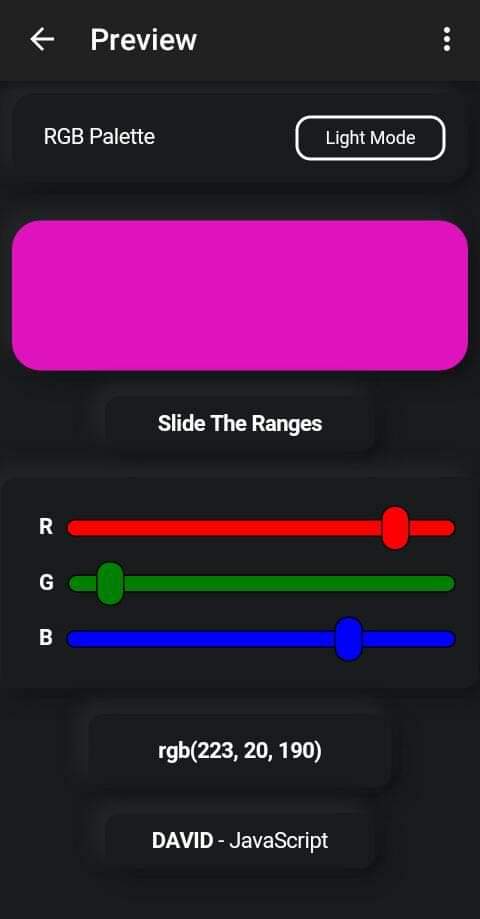 Preview
RGB Palette
Light Mode
Slide The Ranges
R
G
B
rgb(223, 20, 190)
DAVID - JavaScript